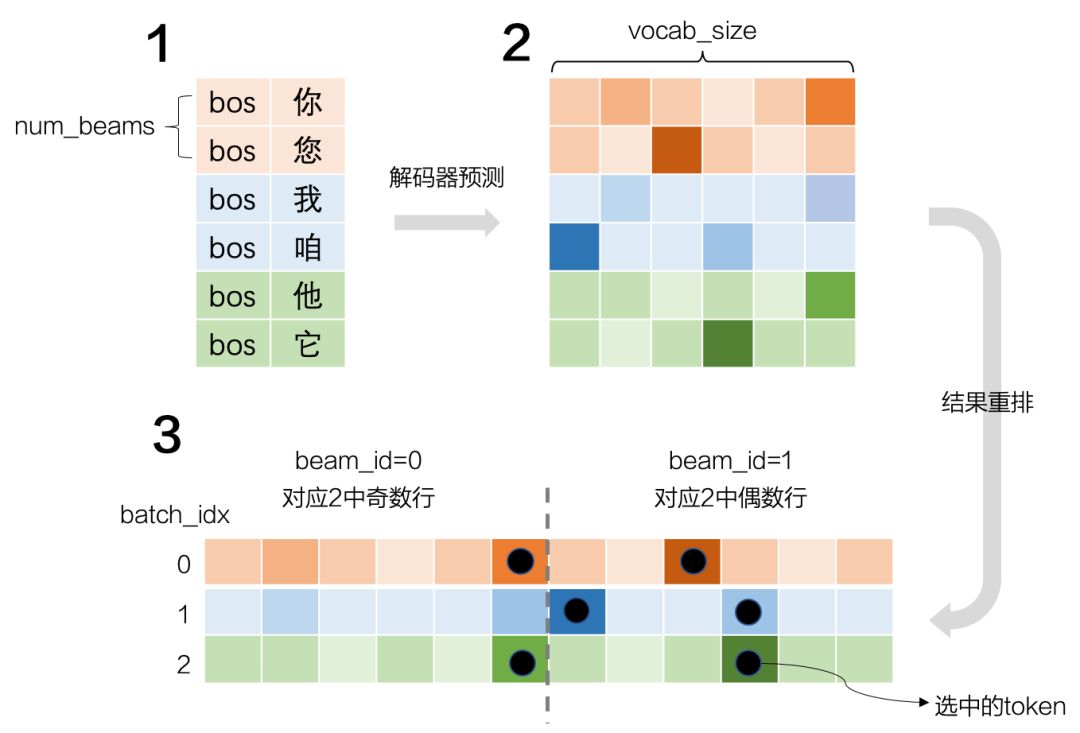 1
num_beams
bos 你
bos 您
bos 我
bos 咱
bos 他
bos 它
解码器预测
2
vocab_size
结果重排
3
beam_id=0
对应2中奇数行
beam_id=1
对应2中偶数行
batch_idx
0
1
2
选中的token